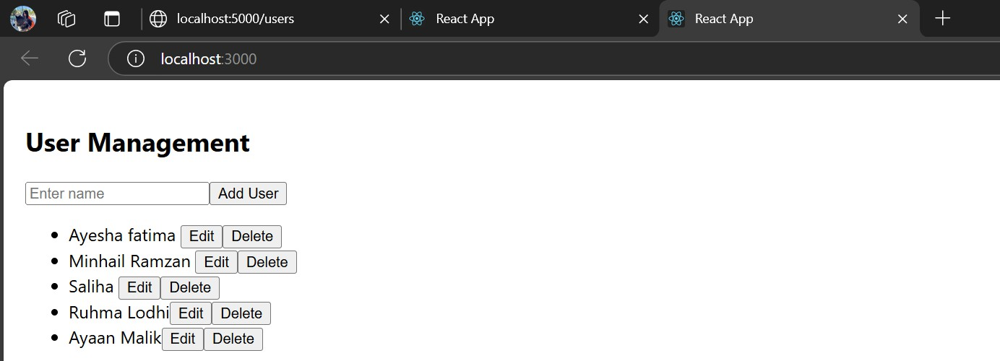 localhost:5000/users React App React App
localhost:3000
User Management
Enter name Add User
Ayesha fatima Edit Delete
Minhail Ramzan Edit Delete
Saliha Edit Delete
Ruhma Lodhi Edit Delete
Ayaan Malik Edit Delete